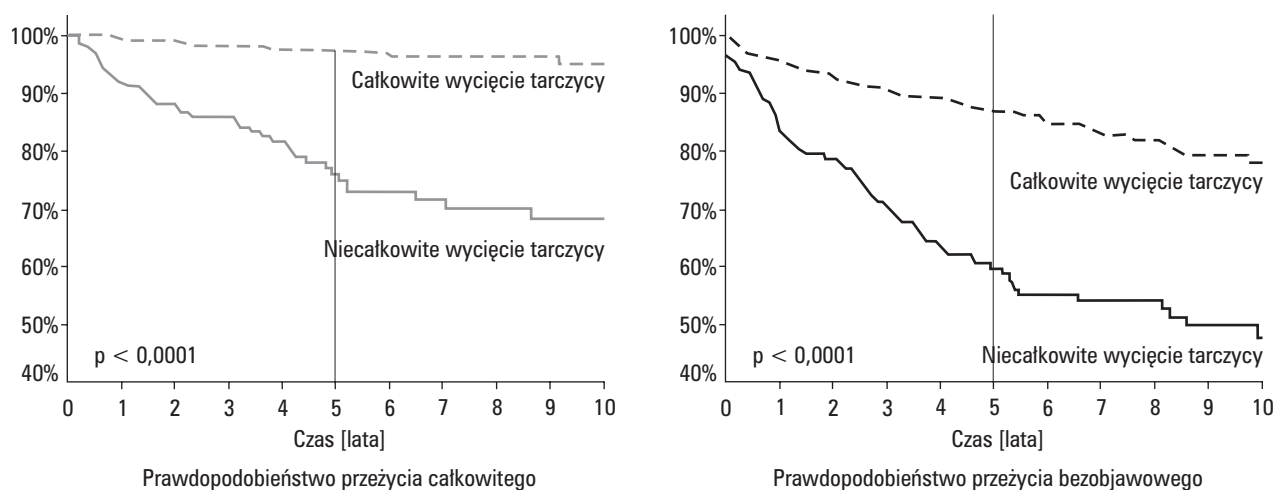 100%
90%
80%
70%
60%
50%
40%
Całkowite wycięcie tarczycy
Niecałkowite wycięcie tarczycy
p < 0,0001
0 1 2 3 4 5 6 7 8 9 10
Czas [lata]
Prawdopodobieństwo przeżycia całkowitego
100%
90%
80%
70%
60%
50%
40%
Całkowite wycięcie tarczycy
Niecałkowite wycięcie tarczycy
p < 0,0001
0 1 2 3 4 5 6 7 8 9 10
Czas [lata]
Prawdopodobieństwo przeżycia bezobjawowego